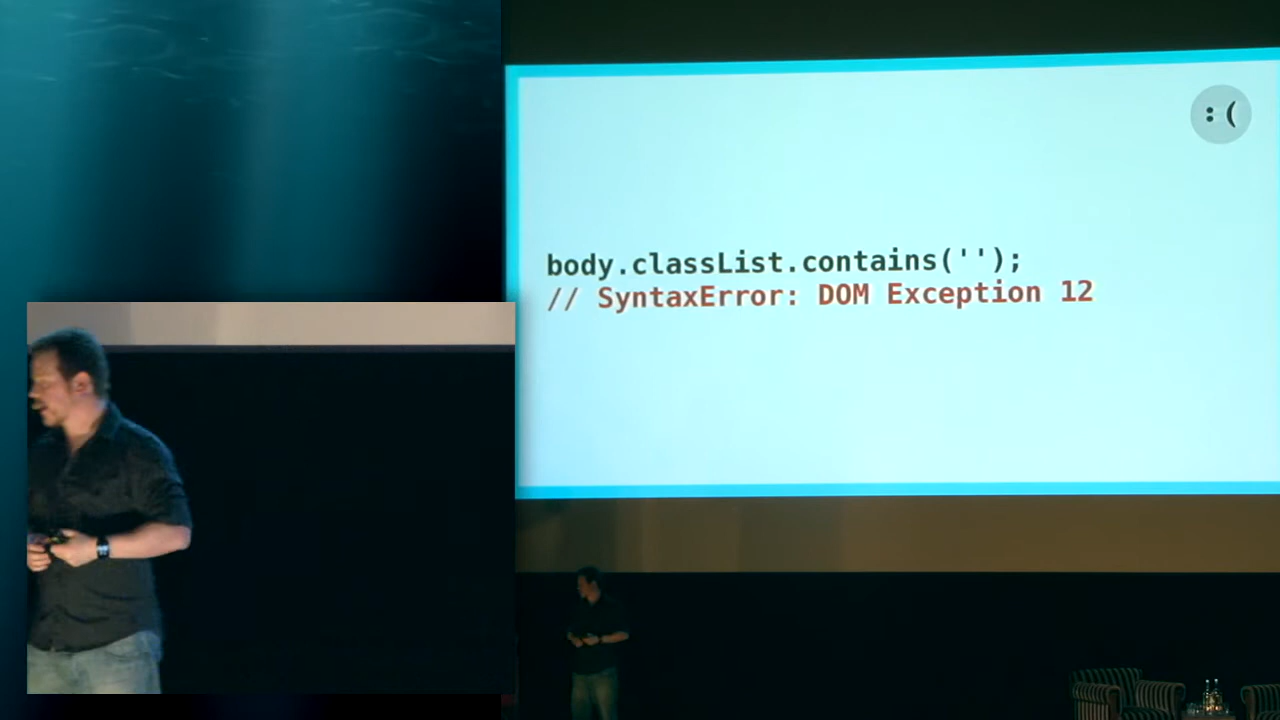 :(
body.classList.contains('');
// SyntaxError: DOM Exception 12